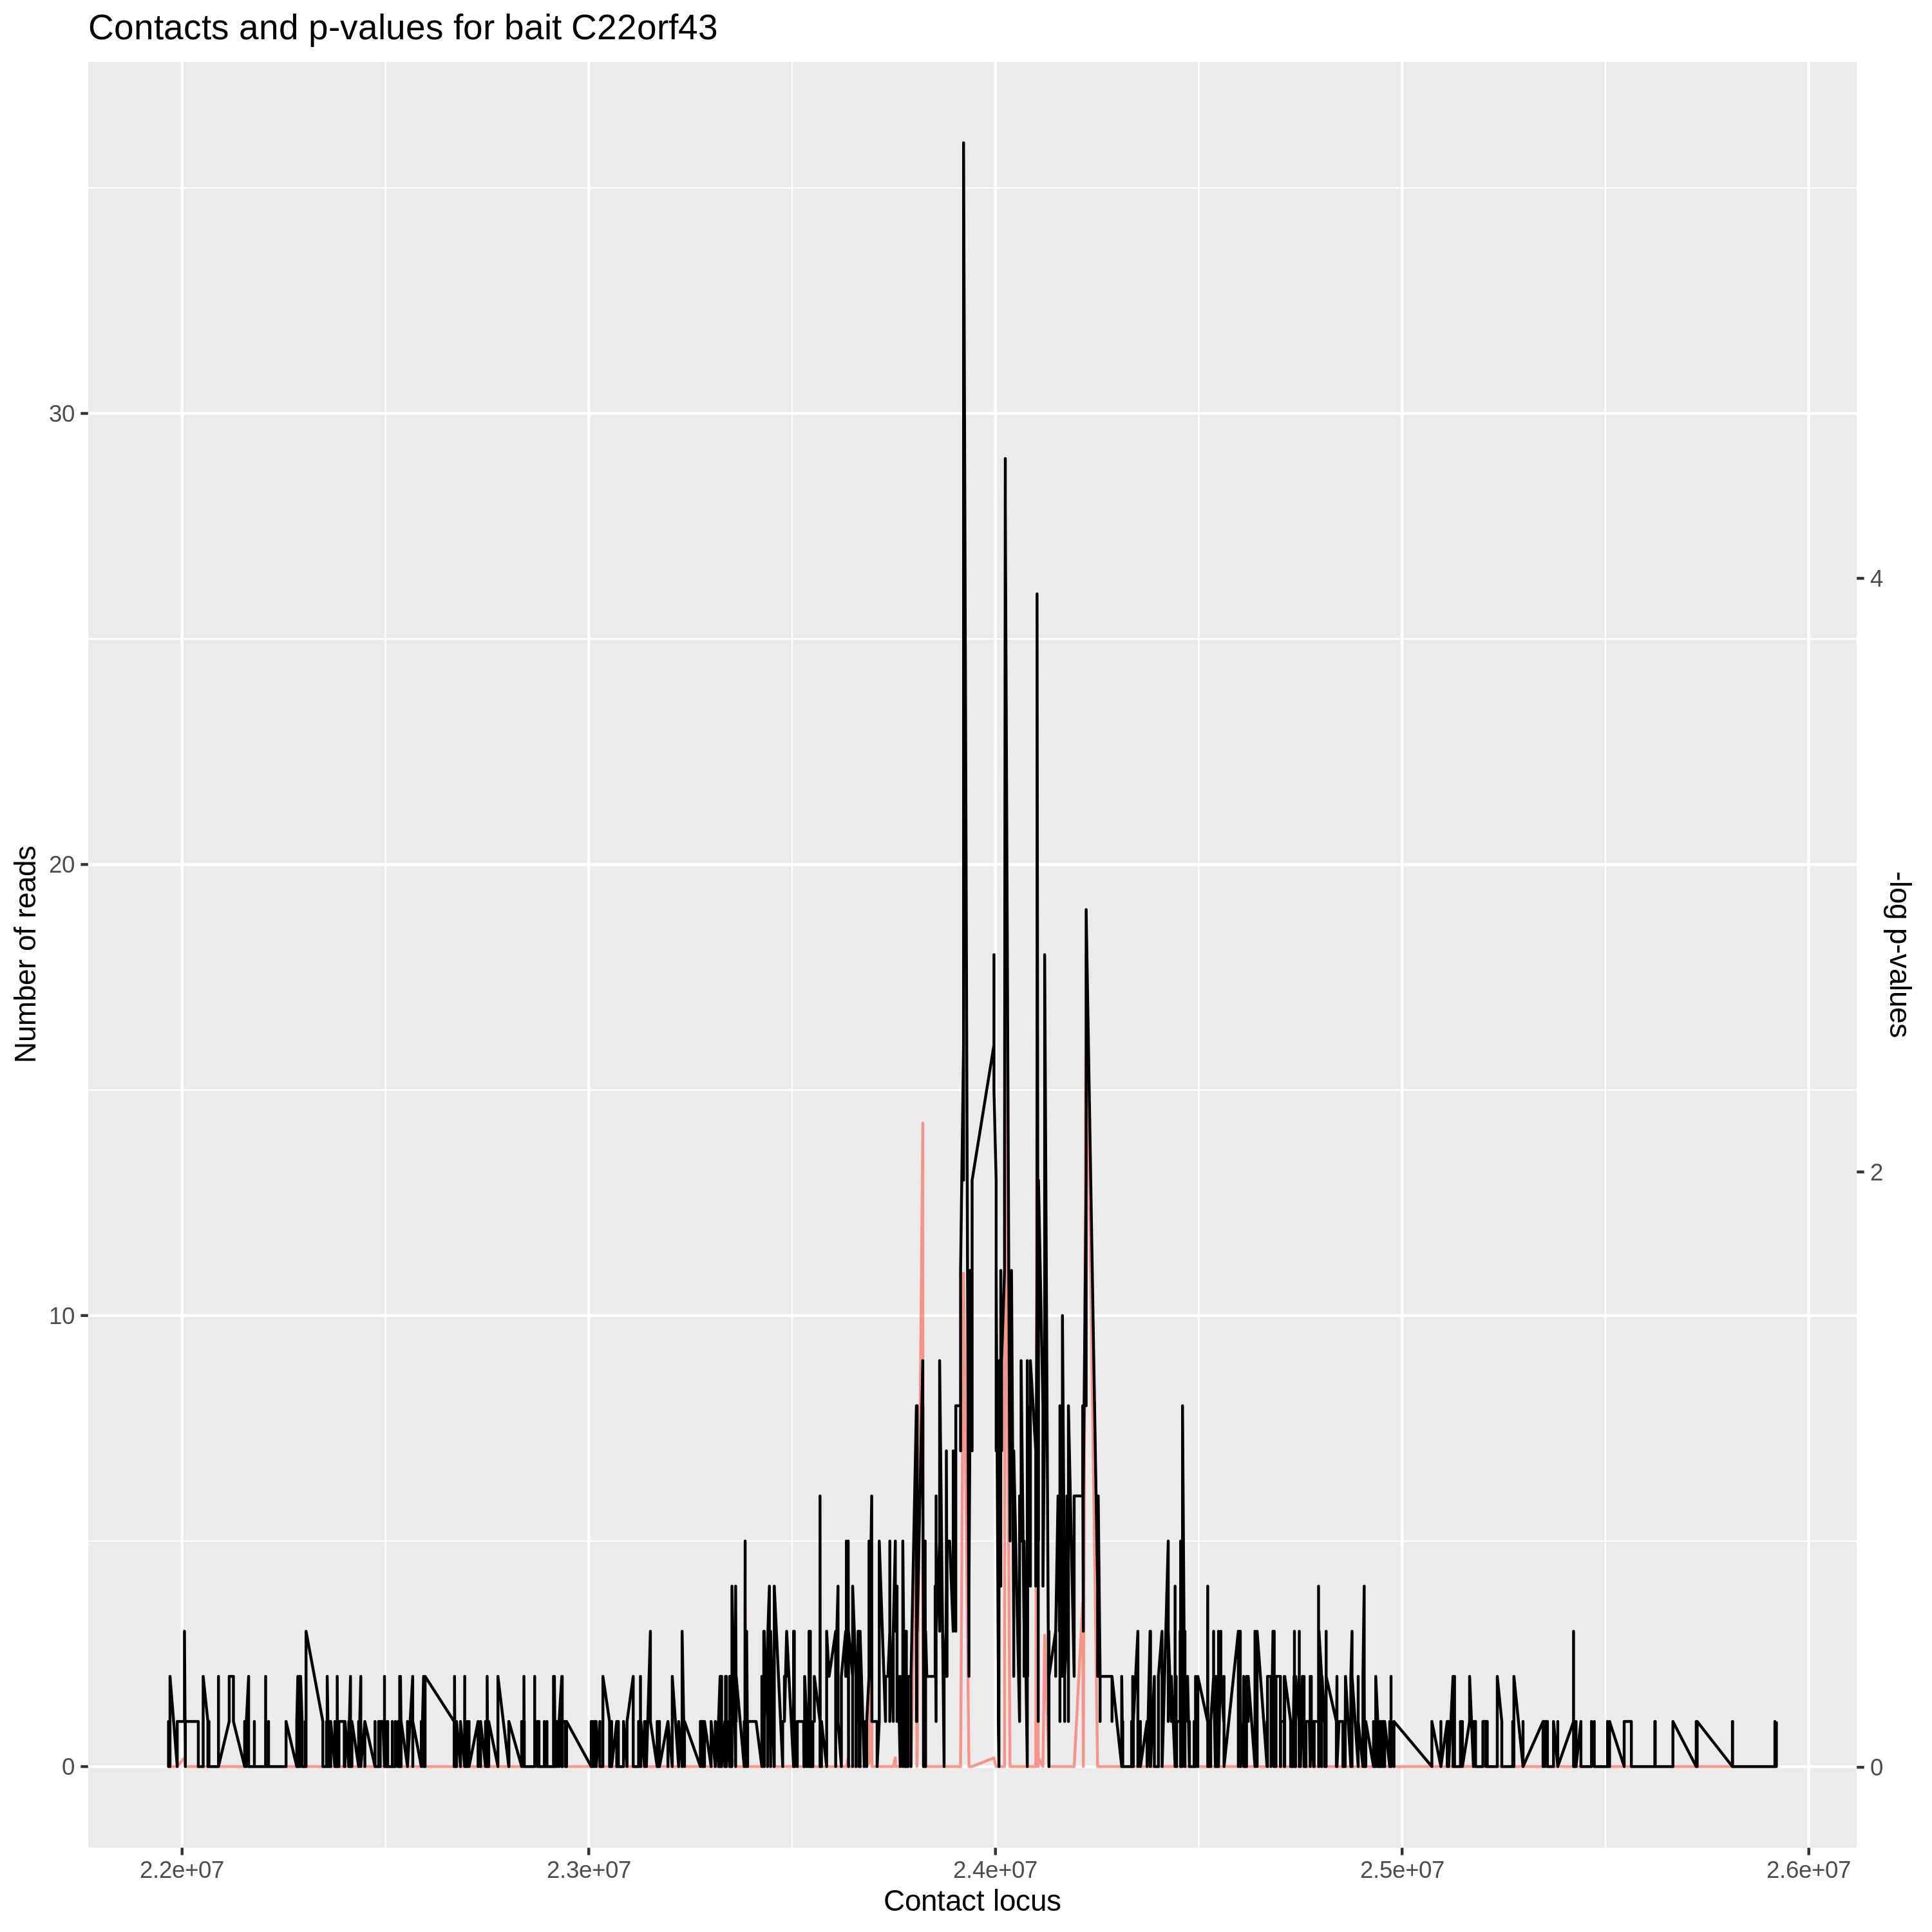 Contacts and p-values for bait C22orf43
30
20
10
0
Number of reads
4
2
0
-log p-values
2.2e+07 2.3e+07 2.4e+07 2.5e+07 2.6e+07
Contact locus